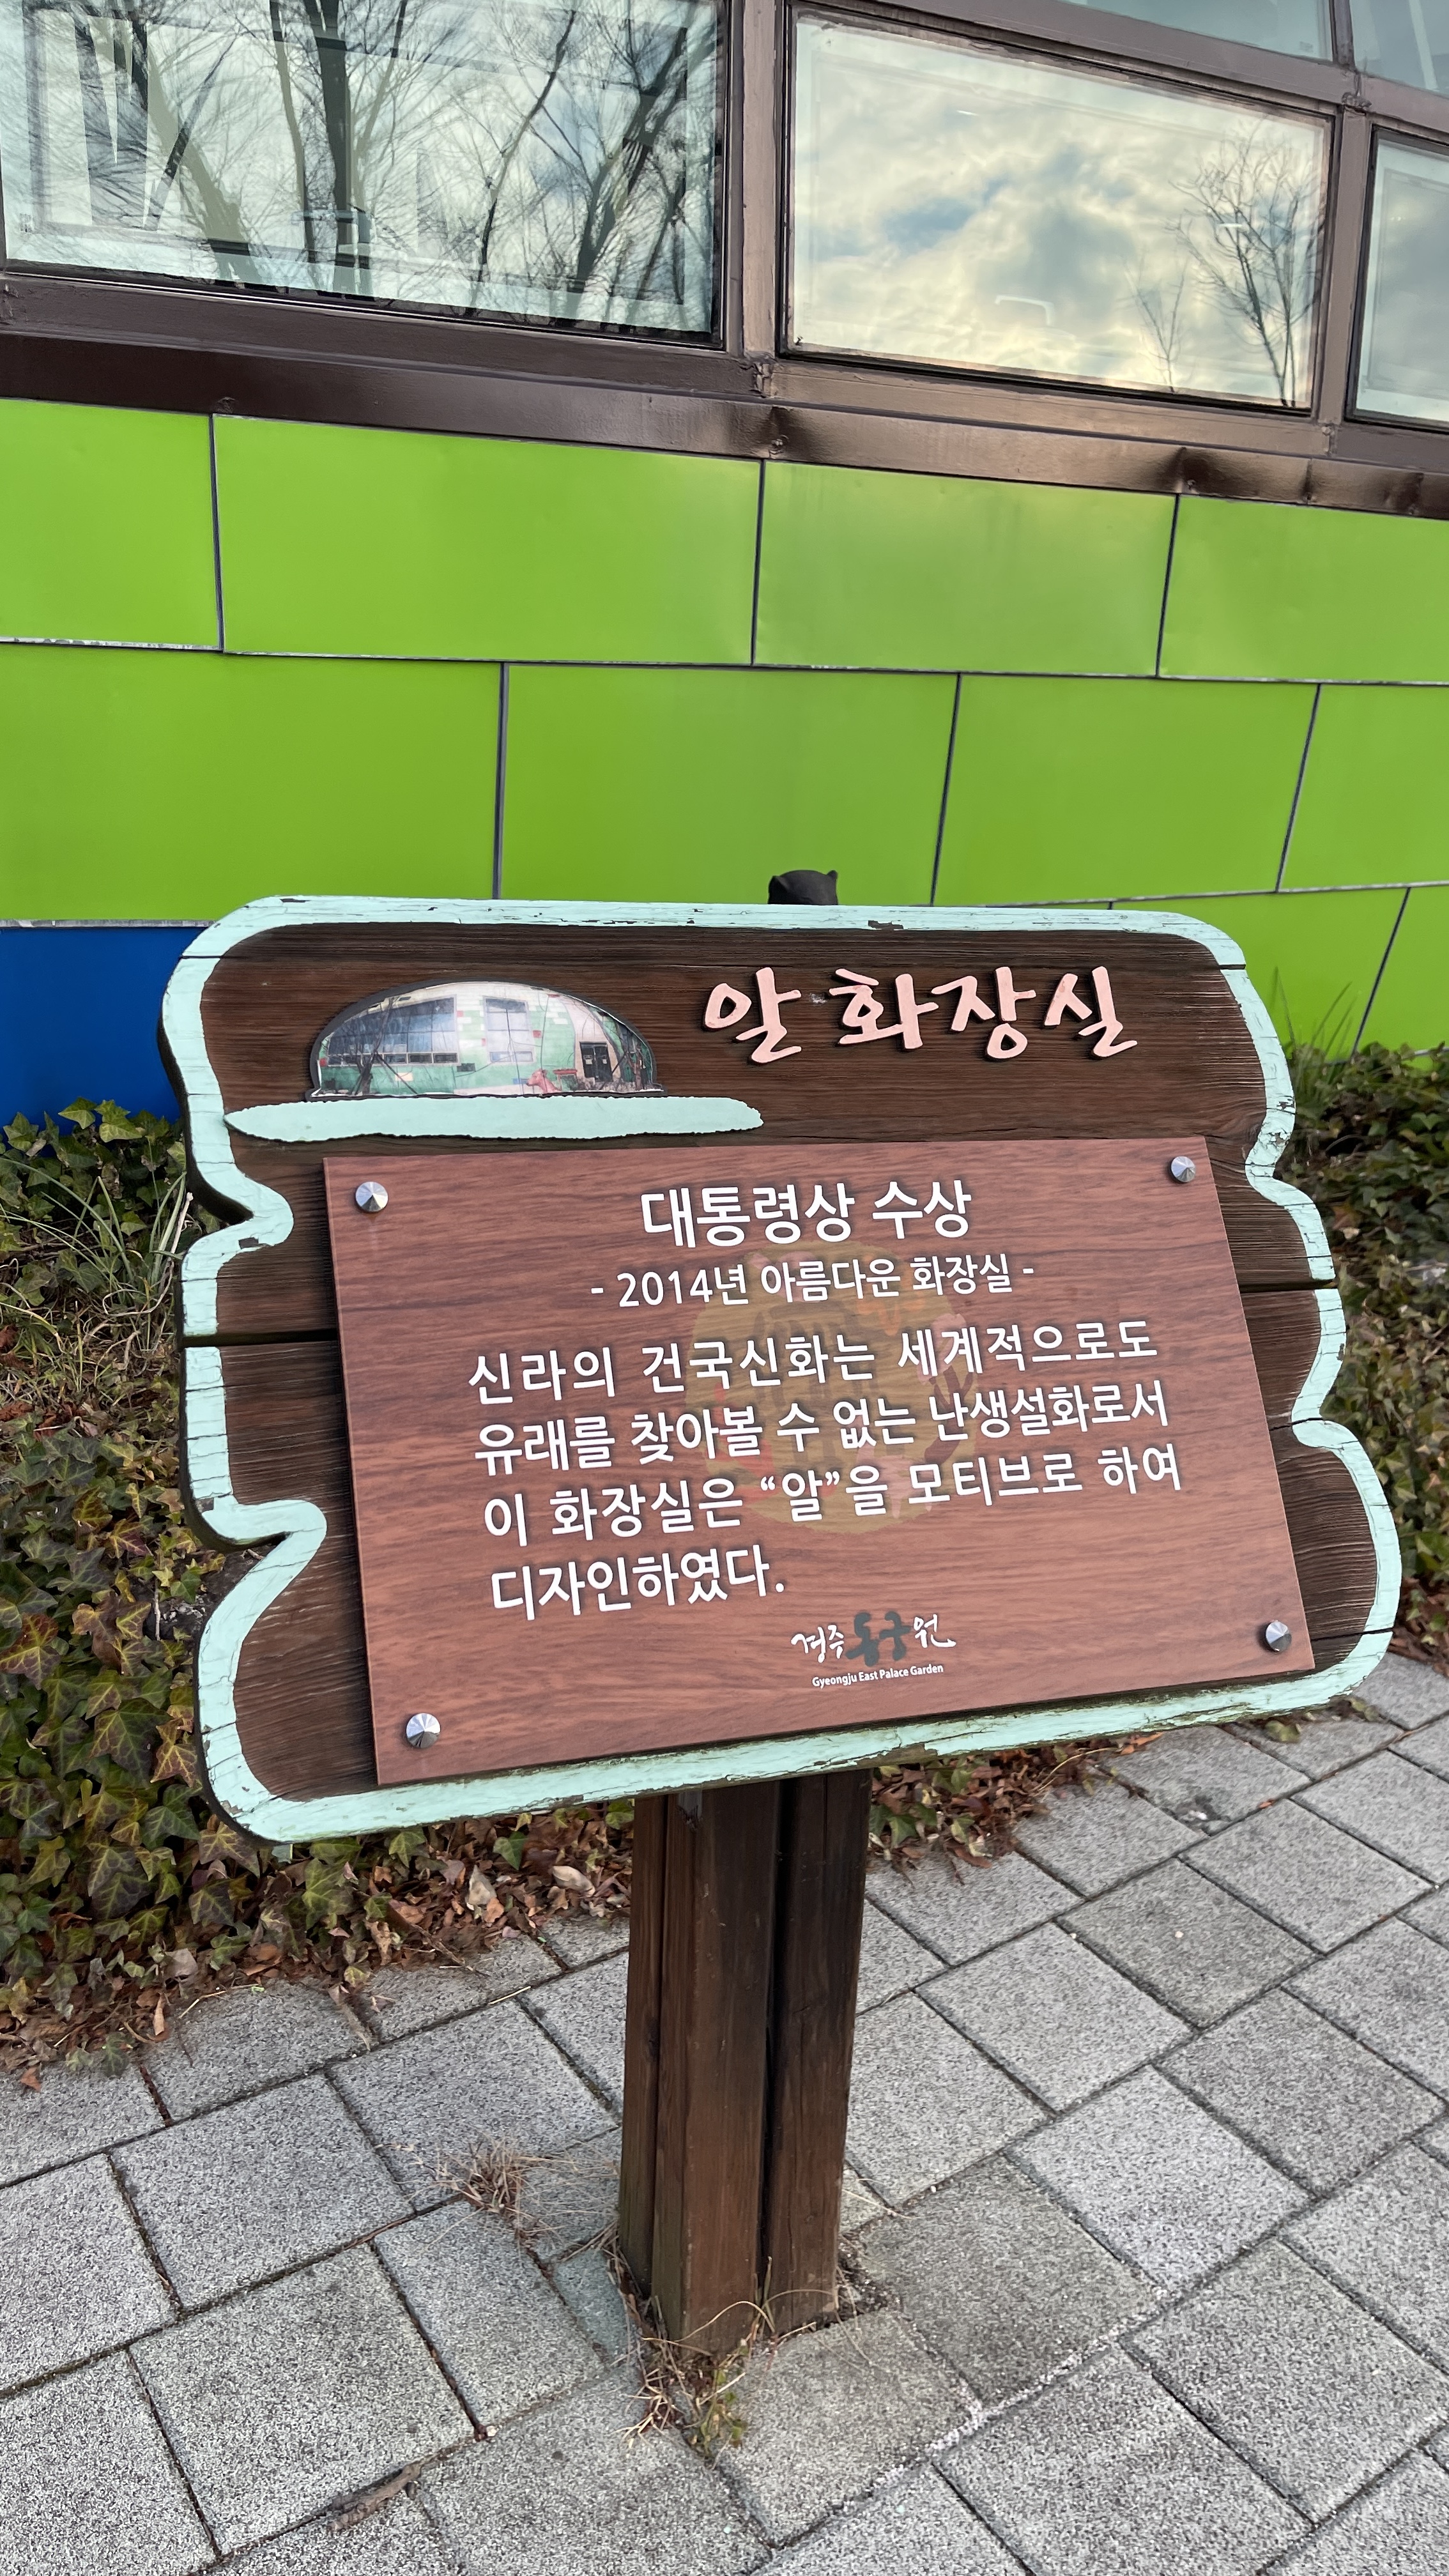 알 화장실
대통령상 수상
- 2014년 아름다운 화장실 -
신라의 건국신화는 세계적으로도
유래를 찾아볼 수 없는 난생설화로서
이 화장실은 “알”을 모티브로 하여
디자인하였다.
경주 동궁원
Gyeongju East Palace Garden